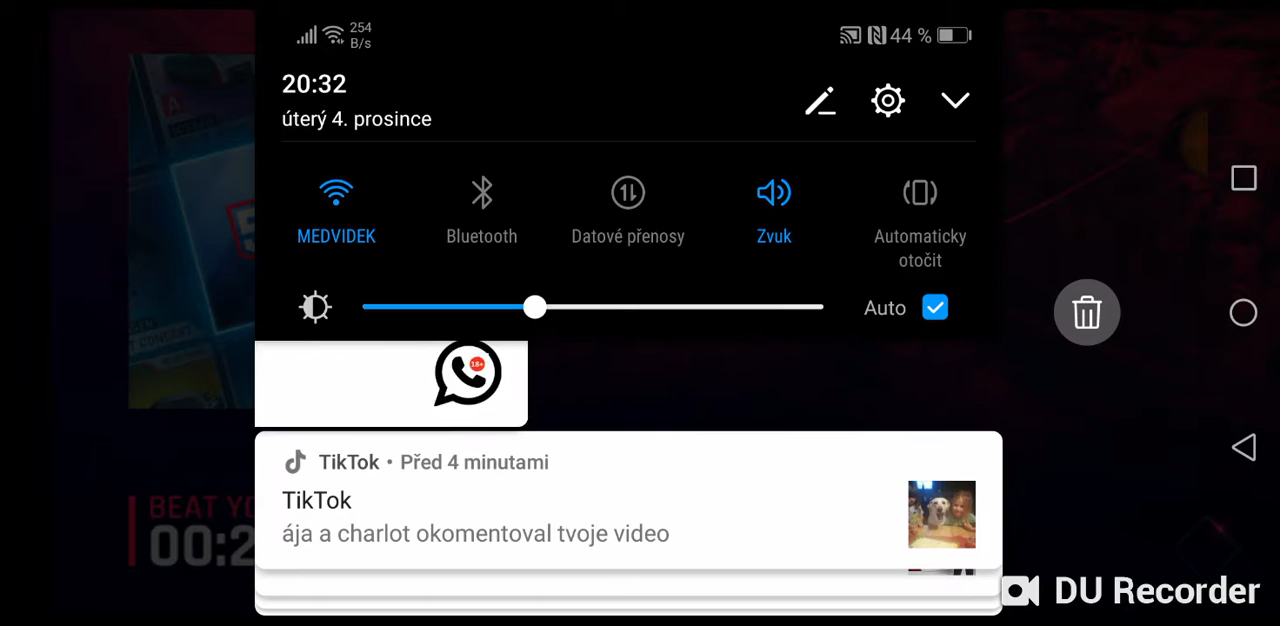 254
B/s
44 %
20:32
úterý 4. prosince
MEDVIDEK
Bluetooth
Datové přenosy
Zvuk
Automaticky
otočit
Auto
18+
TikTok • Před 4 minutami
TikTok
ája a charlot okomentoval tvoje video
BEAT YO
00:2
DU Recorder